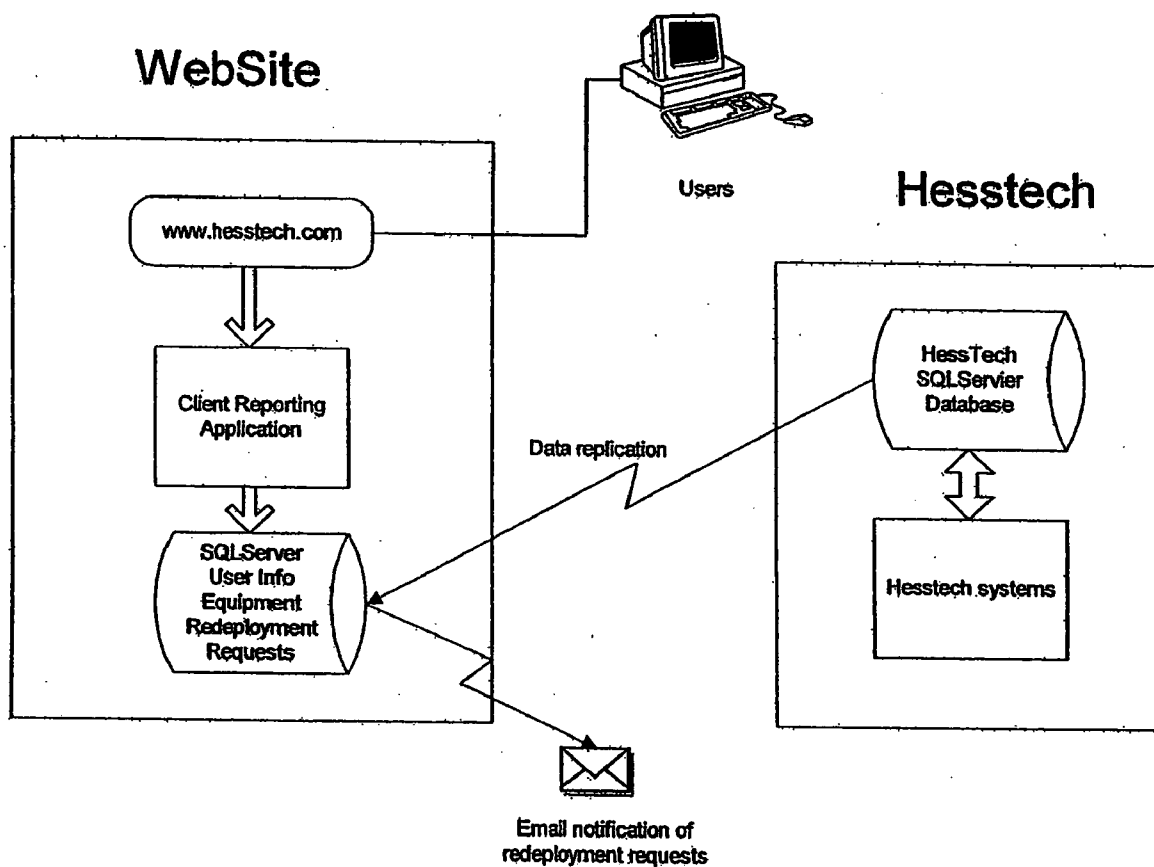 WebSite
Users
Hesstech
www.hesstech.com
Client Reporting
Application
SQLServer
User Info
Equipment
Redeployment
Requests
Data replication
HessTech
SQLServier
Database
Hesstech systems
Email notification of
redeployment requests